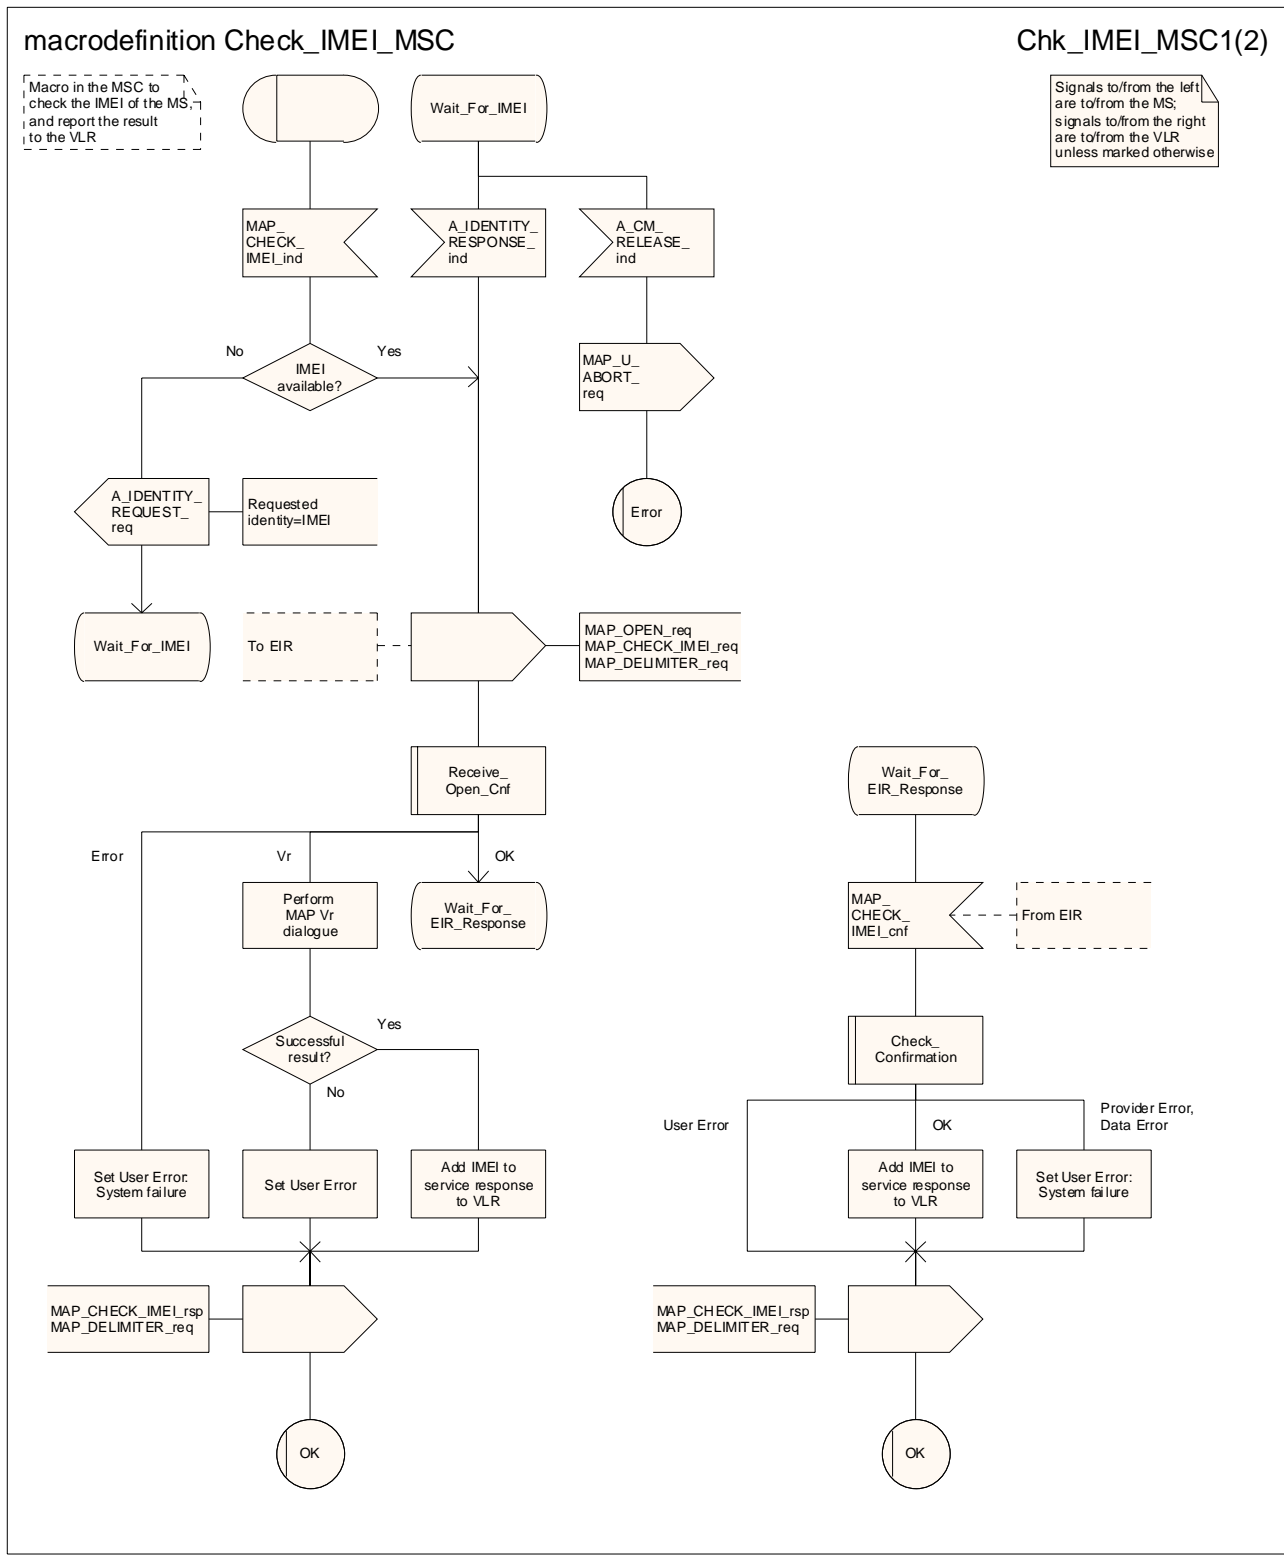 macrodefinition Check_IMEI_MSC
Chk_IMEI_MSC1(2)
Macro in the MSC to
check the IMEI of the MS,
and report the result
to the VLR
Wait_For_IMEI
Signals to/from the left
are to/from the MS;
signals to/from the right
are to/from the VLR
unless marked otherwise
MAP_
CHECK_
IMEI_ind
A_IDENTITY_
RESPONSE_
ind
A_CM_
RELEASE_
ind
No
Yes
IMEI
available?
MAP_U_
ABORT_
req
A_IDENTITY_
REQUEST_
req
Requested
identity=IMEI
Error
Wait_For_IMEI
To EIR
MAP_OPEN_req
MAP_CHECK_IMEI_req
MAP_DELIMITER_req
Receive_
Open_Cnf
Wait_For_
EIR_Response
Error
Vr
OK
Perform
MAP Vr
dialogue
Wait_For_
EIR_Response
MAP_
CHECK_
IMEI_cnf
From EIR
Successful
result?
Yes
No
Check_
Confirmation
User Error
OK
Provider Error,
Data Error
Set User Error:
System failure
Set User Error
Add IMEI to
service response
to VLR
Add IMEI to
service response
to VLR
Set User Error:
System failure
MAP_CHECK_IMEI_rsp
MAP_DELIMITER_req
MAP_CHECK_IMEI_rsp
MAP_DELIMITER_req
OK
OK